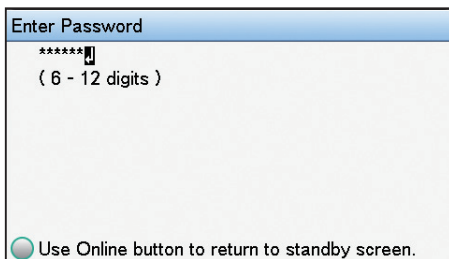 Enter Password
******↲
( 6 - 12 digits )
Use Online button to return to standby screen.